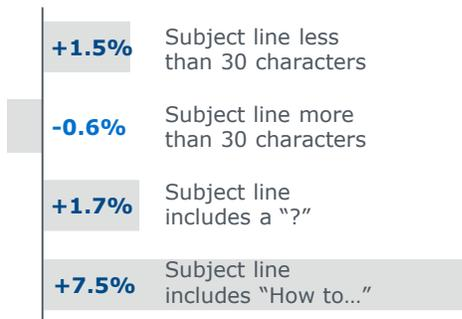 +1.5%
Subject line less
than 30 characters
-0.6%
Subject line more
than 30 characters
+1.7%
Subject line
includes a “?”
+7.5%
Subject line
includes “How to…”